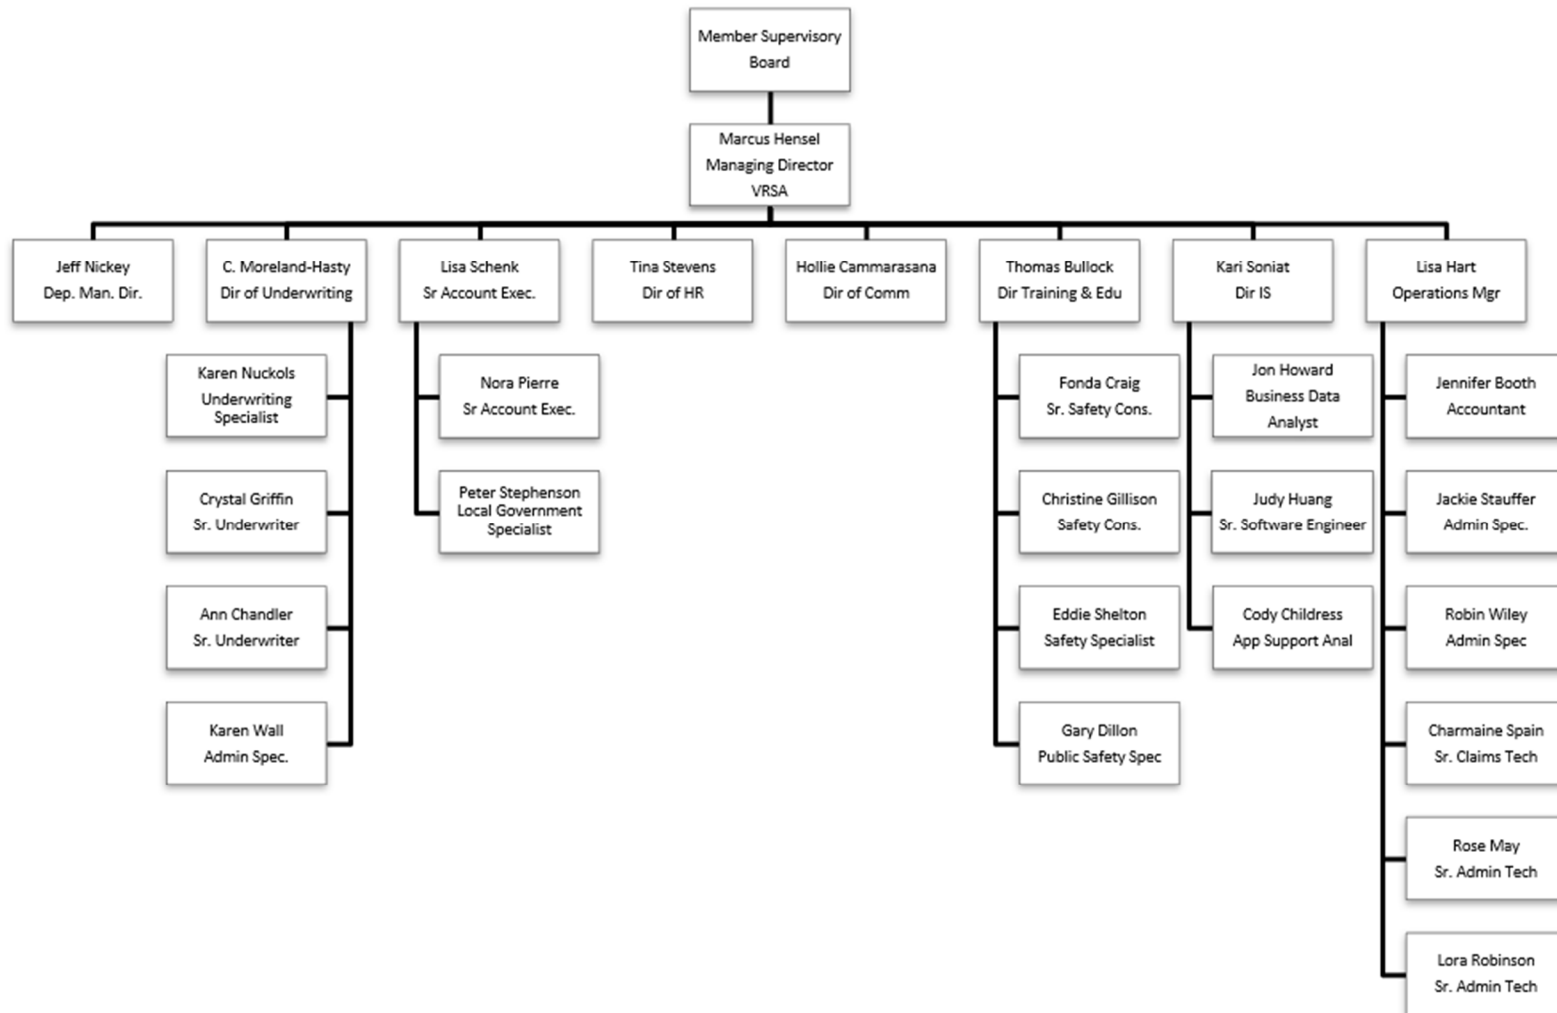 Member Supervisory
Board
Marcus Hensel
Managing Director
VRSA
Jeff Nickey
Dep. Man. Dir.
C. Moreland-Hasty
Dir of Underwriting
Lisa Schenk
Sr Account Exec.
Tina Stevens
Dir of HR
Hollie Cammarasana
Dir of Comm
Thomas Bullock
Dir Training & Edu
Kari Soniat
Dir IS
Lisa Hart
Operations Mgr
Karen Nuckols
Underwriting
Specialist
Crystal Griffin
Sr. Underwriter
Ann Chandler
Sr. Underwriter
Karen Wall
Admin Spec.
Nora Pierre
Sr Account Exec.
Peter Stephenson
Local Government
Specialist
Fonda Craig
Sr. Safety Cons.
Christine Gillison
Safety Cons.
Eddie Shelton
Safety Specialist
Gary Dillon
Public Safety Spec
Jon Howard
Business Data
Analyst
Judy Huang
Sr. Software Engineer
Cody Childress
App Support Anal
Jennifer Booth
Accountant
Jackie Stauffer
Admin Spec.
Robin Wiley
Admin Spec
Charmaine Spain
Sr. Claims Tech
Rose May
Sr. Admin Tech
Lora Robinson
Sr. Admin Tech